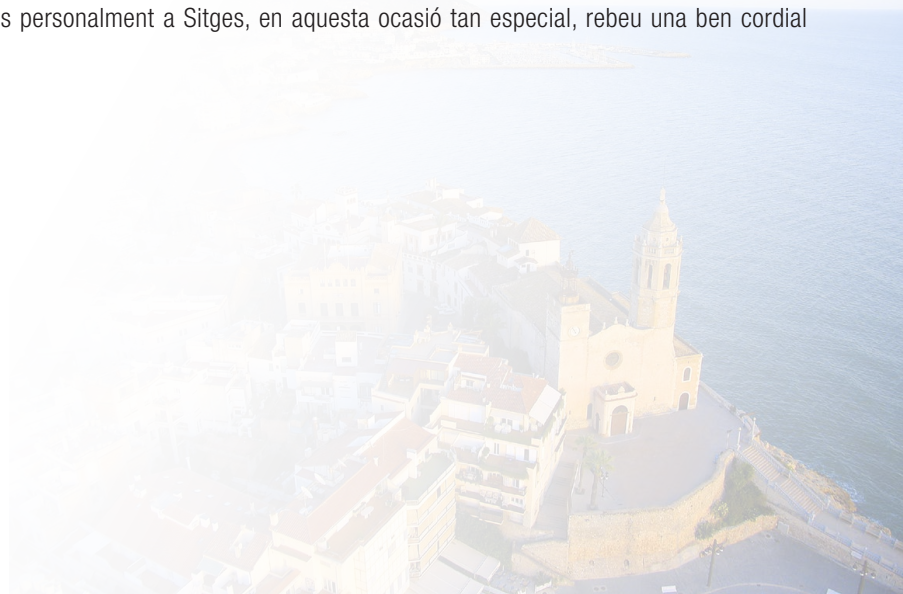 s personalment a Sitges, en aquesta ocasió tan especial, rebeu una ben cordial